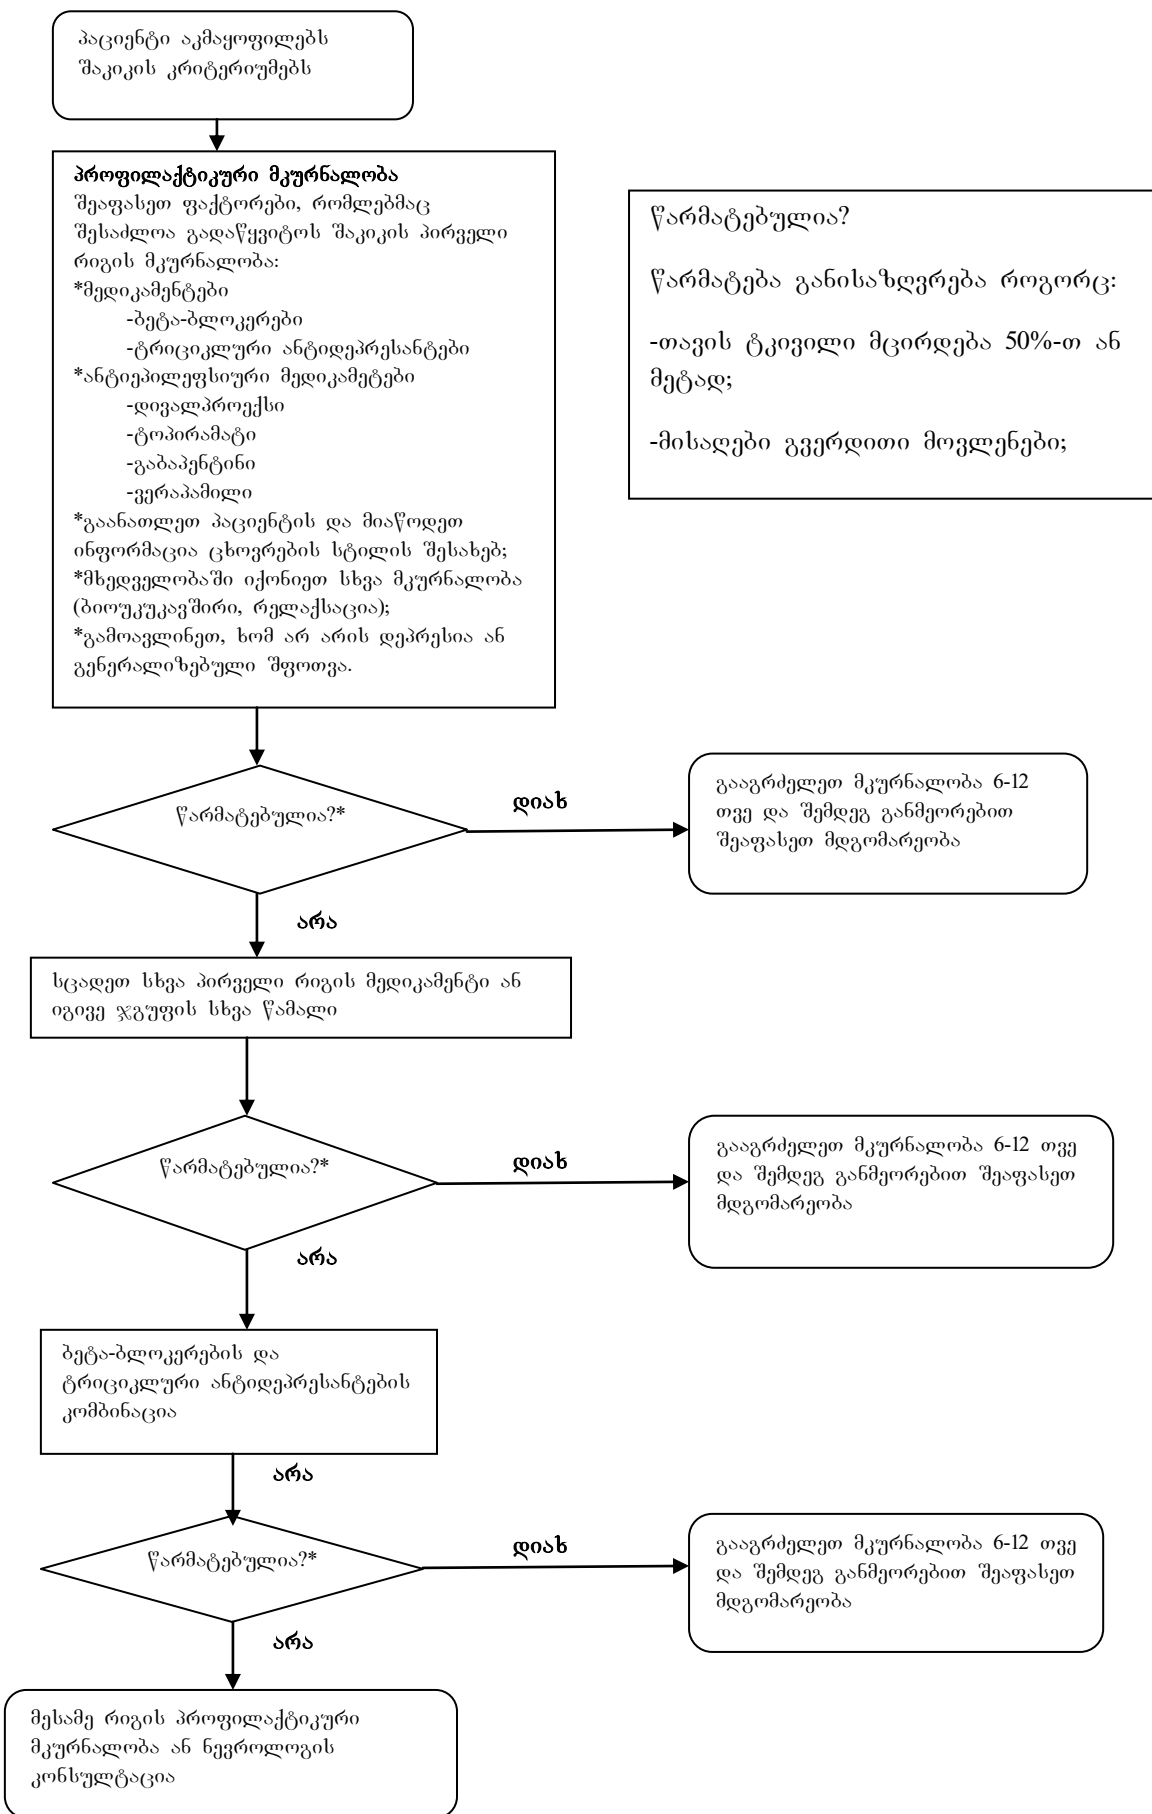 პაციენტი აკმაყოფილებს
შაკიკის კრიტერიუმებს
პროფილაქტიკური მკურნალობა
შეაფასეთ ფაქტორები, რომლებმაც
შესაძლოა გადაწყვიტოს შაკიკის პირველი
რიგის მკურნალობა:
*მედიკამენტები
-ბეტა-ბლოკერები
-ტრიციკლური ანტიდეპრესანტები
*ანტიეპილეფსიური მედიკამეტები
-დივალპროექსი
-ტოპირამატი
-გაბაპენტინი
-ვერაპამილი
*გაანათლეთ პაციენტის და მიაწოდეთ
ინფორმაცია ცხოვრების სტილის შესახებ;
*მხედველობაში იქონიეთ სხვა მკურნალობა
(ბიოუკუკავშირი, რელაქსაცია);
*გამოავლინეთ, ხომ არ არის დეპრესია ან
გენერალიზებული შფოთვა.
წარმატებულია?
წარმატება განისაზღვრება როგორც:
-თავის ტკივილი მცირდება 50%-თ ან
მეტად;
-მისაღები გვერდითი მოვლენები;
წარმატებულია?*
დიახ
გააგრძელეთ მკურნალობა 6-12
თვე და შემდეგ განმეორებით
შეაფასეთ მდგომარეობა
არა
სცადეთ სხვა პირველი რიგის მედიკამენტი ან
იგივე ჯგუფის სხვა წამალი
წარმატებულია?*
დიახ
გააგრძელეთ მკურნალობა 6-12 თვე
და შემდეგ განმეორებით შეაფასეთ
მდგომარეობა
არა
ბეტა-ბლოკერების და
ტრიციკლური ანტიდეპრესანტების
კომბინაცია
არა
წარმატებულია?*
დიახ
გააგრძელეთ მკურნალობა 6-12 თვე
და შემდეგ განმეორებით შეაფასეთ
მდგომარეობა
არა
მესამე რიგის პროფილაქტიკური
მკურნალობა ან ნევროლოგის
კონსულტაცია